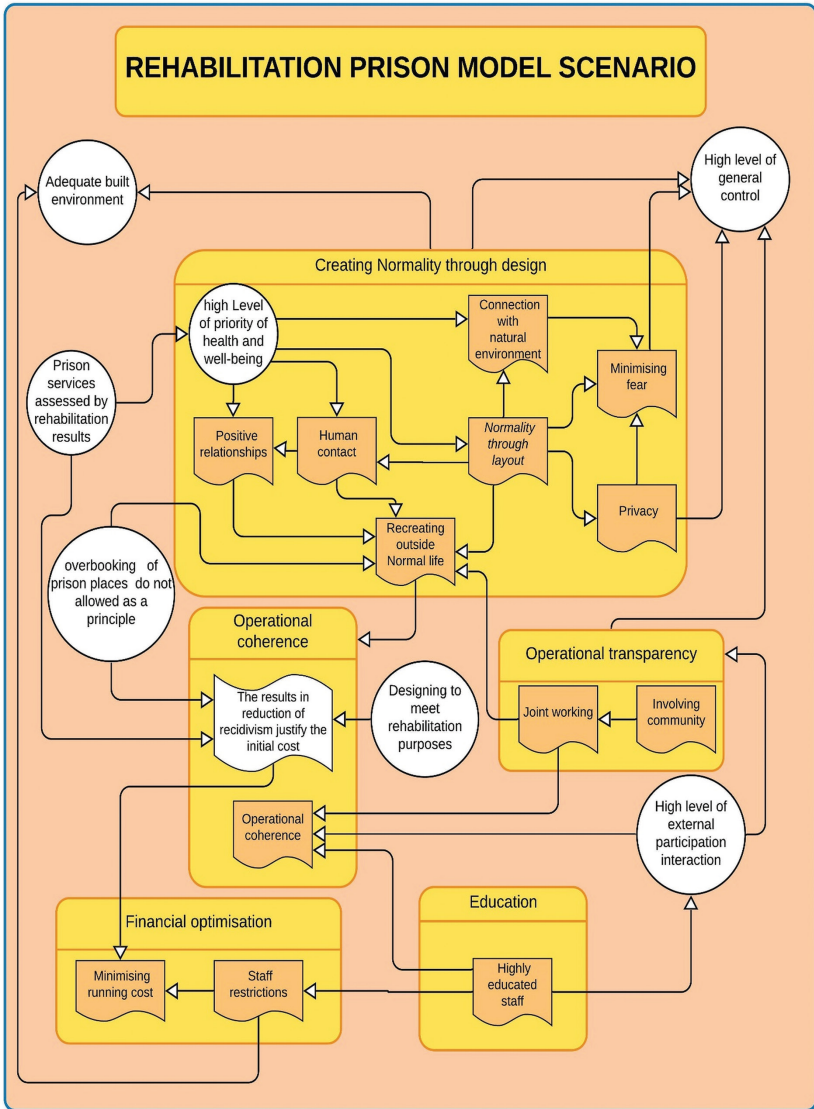 REHABILITATION PRISON MODEL SCENARIO
Adequate built
environment
High level of
general
control
Creating Normality through design
high Level
of priority of
health and
well-being
Connection
with
natural
environment
Minimising
fear
Prison
services
assessed by
rehabilitation
results
Positive
relationships
Human
contact
Normality
through
layout
Privacy
Recreating
outside
Normal life
overbooking of
prison places do not
allowed as a
principle
Operational
coherence
Operational transparency
The results in
reduction of
recidivism justify the
initial cost
Designing to
meet
rehabilitation
purposes
Joint working
Involving
community
Operational
coherence
High level of
external
participation
interaction
Financial optimisation
Education
Minimising
running cost
Staff
restrictions
Highly
educated
staff